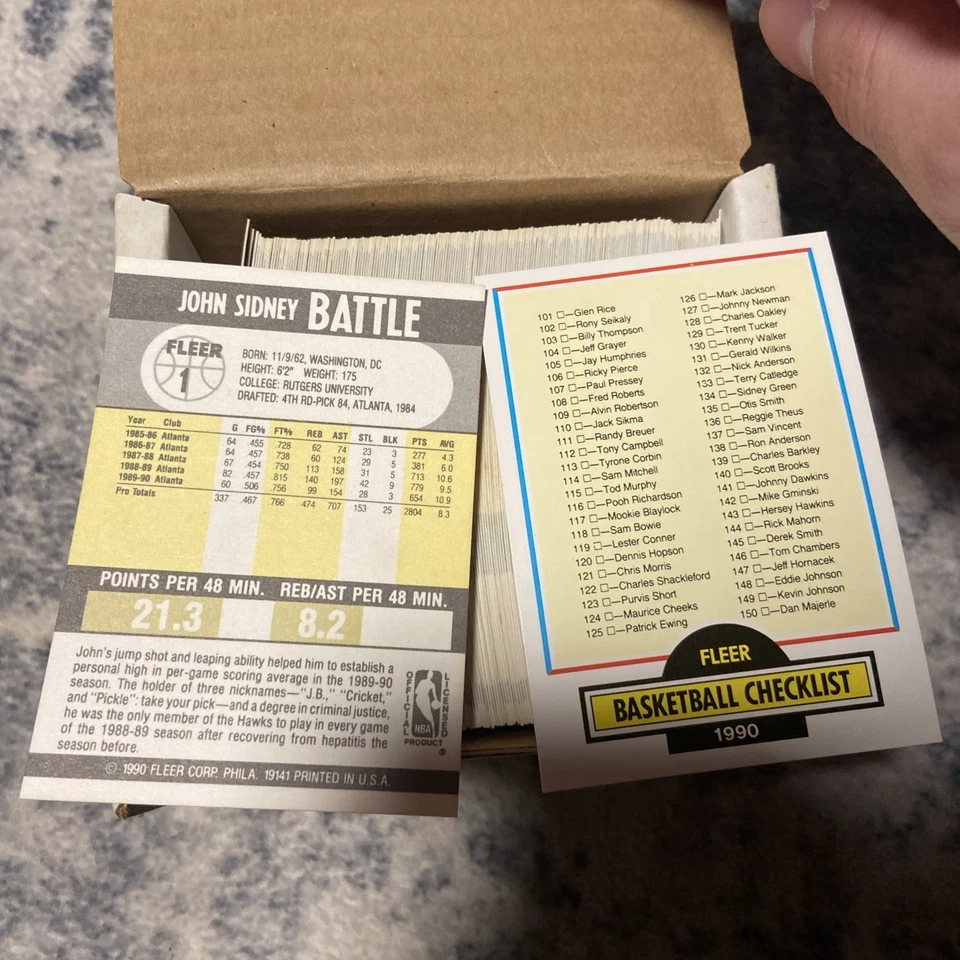 JOHN SIDNEY BATTLE
FLEER
1
BORN: 11/9/62, WASHINGTON, DC
HEIGHT: 6'2" WEIGHT: 175
COLLEGE: RUTGERS UNIVERSITY
DRAFTED: 4TH RD-PICK 84, ATLANTA, 1984
Year Club G FG% FT% REB AST STL BLK PTS AVG
1985-86 Atlanta 64 .455 .728 62 74 23 3 277 4.3
1986-87 Atlanta 64 .457 .738 60 124 29 5 381 6.0
1987-88 Atlanta 67 .454 .750 113 158 31 5 713 10.6
1988-89 Atlanta 82 .457 .815 140 197 42 9 779 9.5
1989-90 Atlanta 60 .506 .756 99 154 28 3 654 10.9
Pro Totals 337 .467 .766 474 707 153 25 2804 8.3
POINTS PER 48 MIN. REB/AST PER 48 MIN.
21.3 8.2
John's jump shot and leaping ability helped him to establish a
personal high in per-game scoring average in the 1989-90
season. The holder of three nicknames—"J.B.," "Cricket,"
and "Pickle": take your pick—and a degree in criminal justice,
he was the only member of the Hawks to play in every game
of the 1988-89 season after recovering from hepatitis the
season before.
OFFICIAL
LICENSED
NBA
PRODUCT
®
© 1990 FLEER CORP. PHILA. 19141 PRINTED IN U.S.A.
101 □—Glen Rice
102 □—Rony Seikaly
103 □—Billy Thompson
104 □—Jeff Grayer
105 □—Jay Humphries
106 □—Ricky Pierce
107 □—Paul Pressey
108 □—Fred Roberts
109 □—Alvin Robertson
110 □—Jack Sikma
111 □—Randy Breuer
112 □—Tony Campbell
113 □—Tyrone Corbin
114 □—Sam Mitchell
115 □—Tod Murphy
116 □—Pooh Richardson
117 □—Mookie Blaylock
118 □—Sam Bowie
119 □—Lester Conner
120 □—Dennis Hopson
121 □—Chris Morris
122 □—Charles Shackleford
123 □—Purvis Short
124 □—Maurice Cheeks
125 □—Patrick Ewing
126 □—Mark Jackson
127 □—Johnny Newman
128 □—Charles Oakley
129 □—Trent Tucker
130 □—Kenny Walker
131 □—Gerald Wilkins
132 □—Nick Anderson
133 □—Terry Catledge
134 □—Sidney Green
135 □—Otis Smith
136 □—Reggie Theus
137 □—Sam Vincent
138 □—Ron Anderson
139 □—Charles Barkley
140 □—Scott Brooks
141 □—Johnny Dawkins
142 □—Mike Gminski
143 □—Hersey Hawkins
144 □—Rick Mahorn
145 □—Derek Smith
146 □—Tom Chambers
147 □—Jeff Hornacek
148 □—Eddie Johnson
149 □—Kevin Johnson
150 □—Dan Majerle
FLEER
BASKETBALL CHECKLIST
1990